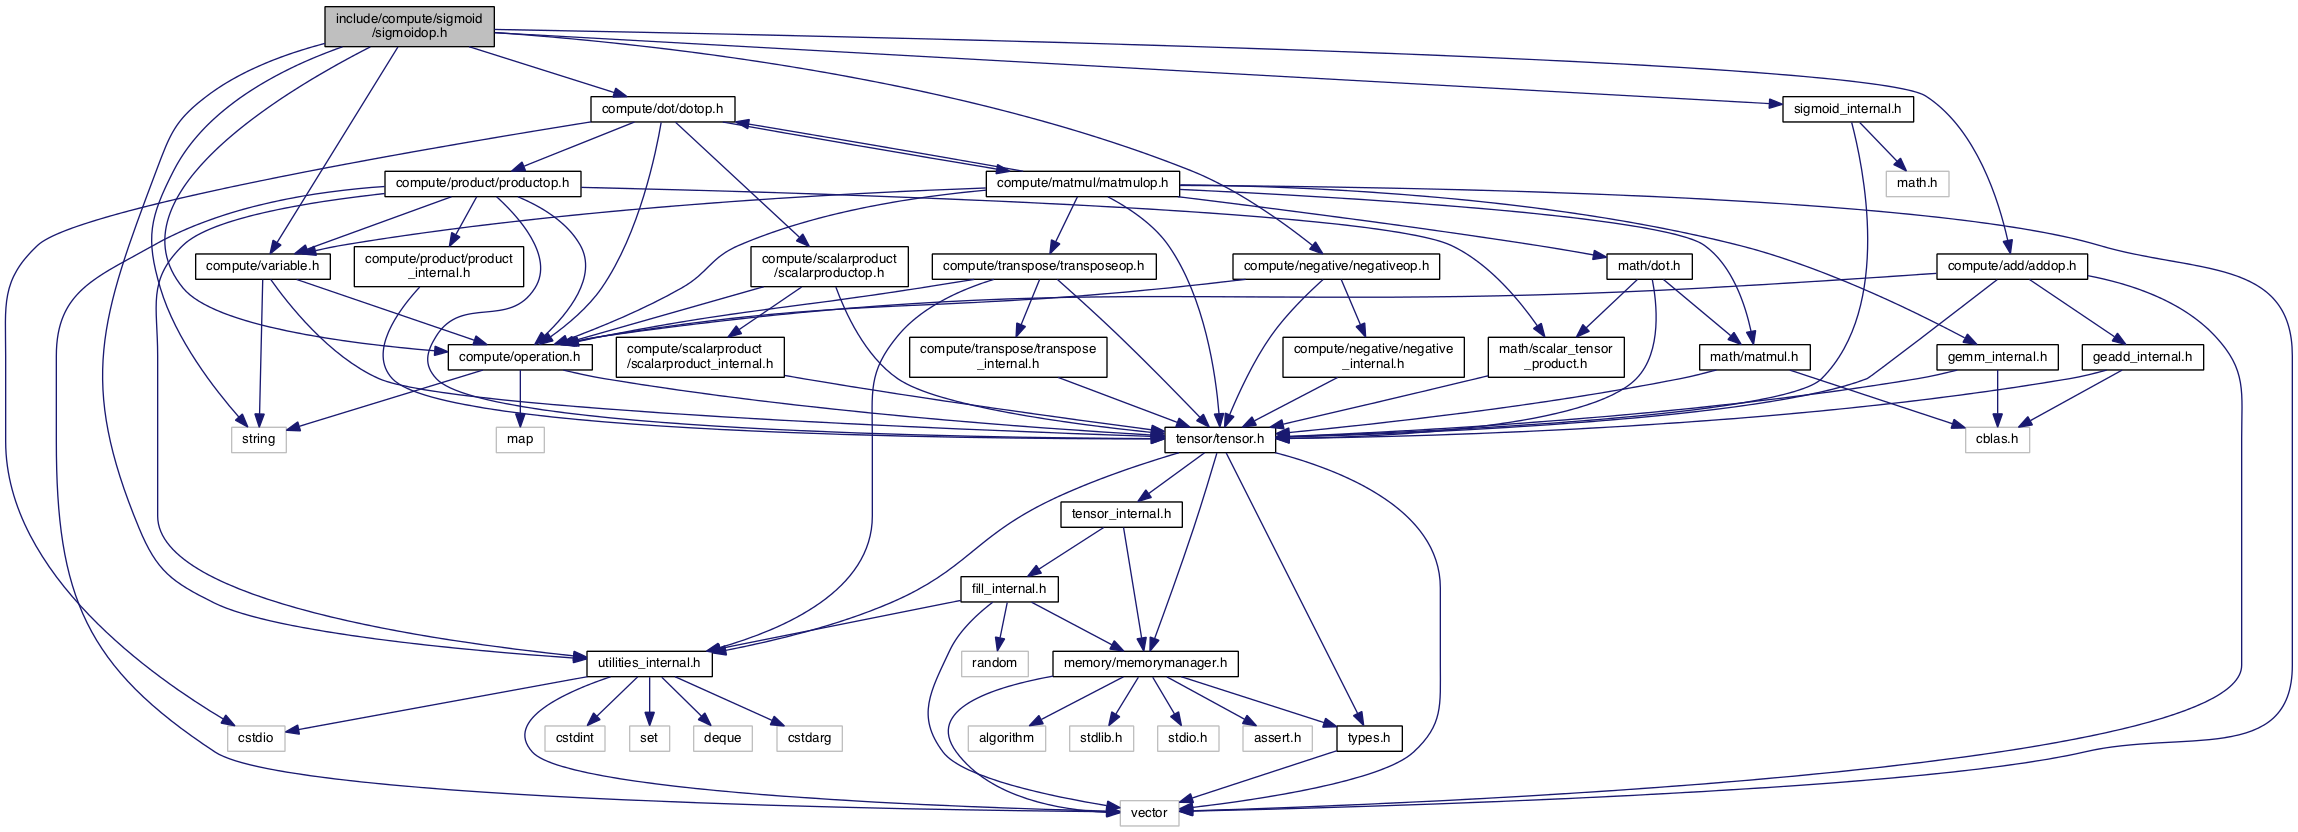 include/compute/sigmoid
/sigmoidop.h
compute/dot/dotop.h
sigmoid_internal.h
compute/product/productop.h
compute/matmul/matmulop.h
math.h
compute/variable.h
compute/product/product
_internal.h
compute/scalarproduct
/scalarproductop.h
compute/transpose/transposeop.h
compute/negative/negativeop.h
math/dot.h
compute/add/addop.h
compute/operation.h
compute/scalarproduct
/scalarproduct_internal.h
compute/transpose/transpose
_internal.h
compute/negative/negative
_internal.h
math/scalar_tensor
_product.h
math/matmul.h
gemm_internal.h
geadd_internal.h
string
map
tensor/tensor.h
cblas.h
tensor_internal.h
fill_internal.h
utilities_internal.h
random
memory/memorymanager.h
cstdio
cstdint
set
deque
cstdarg
algorithm
stdlib.h
stdio.h
assert.h
types.h
vector